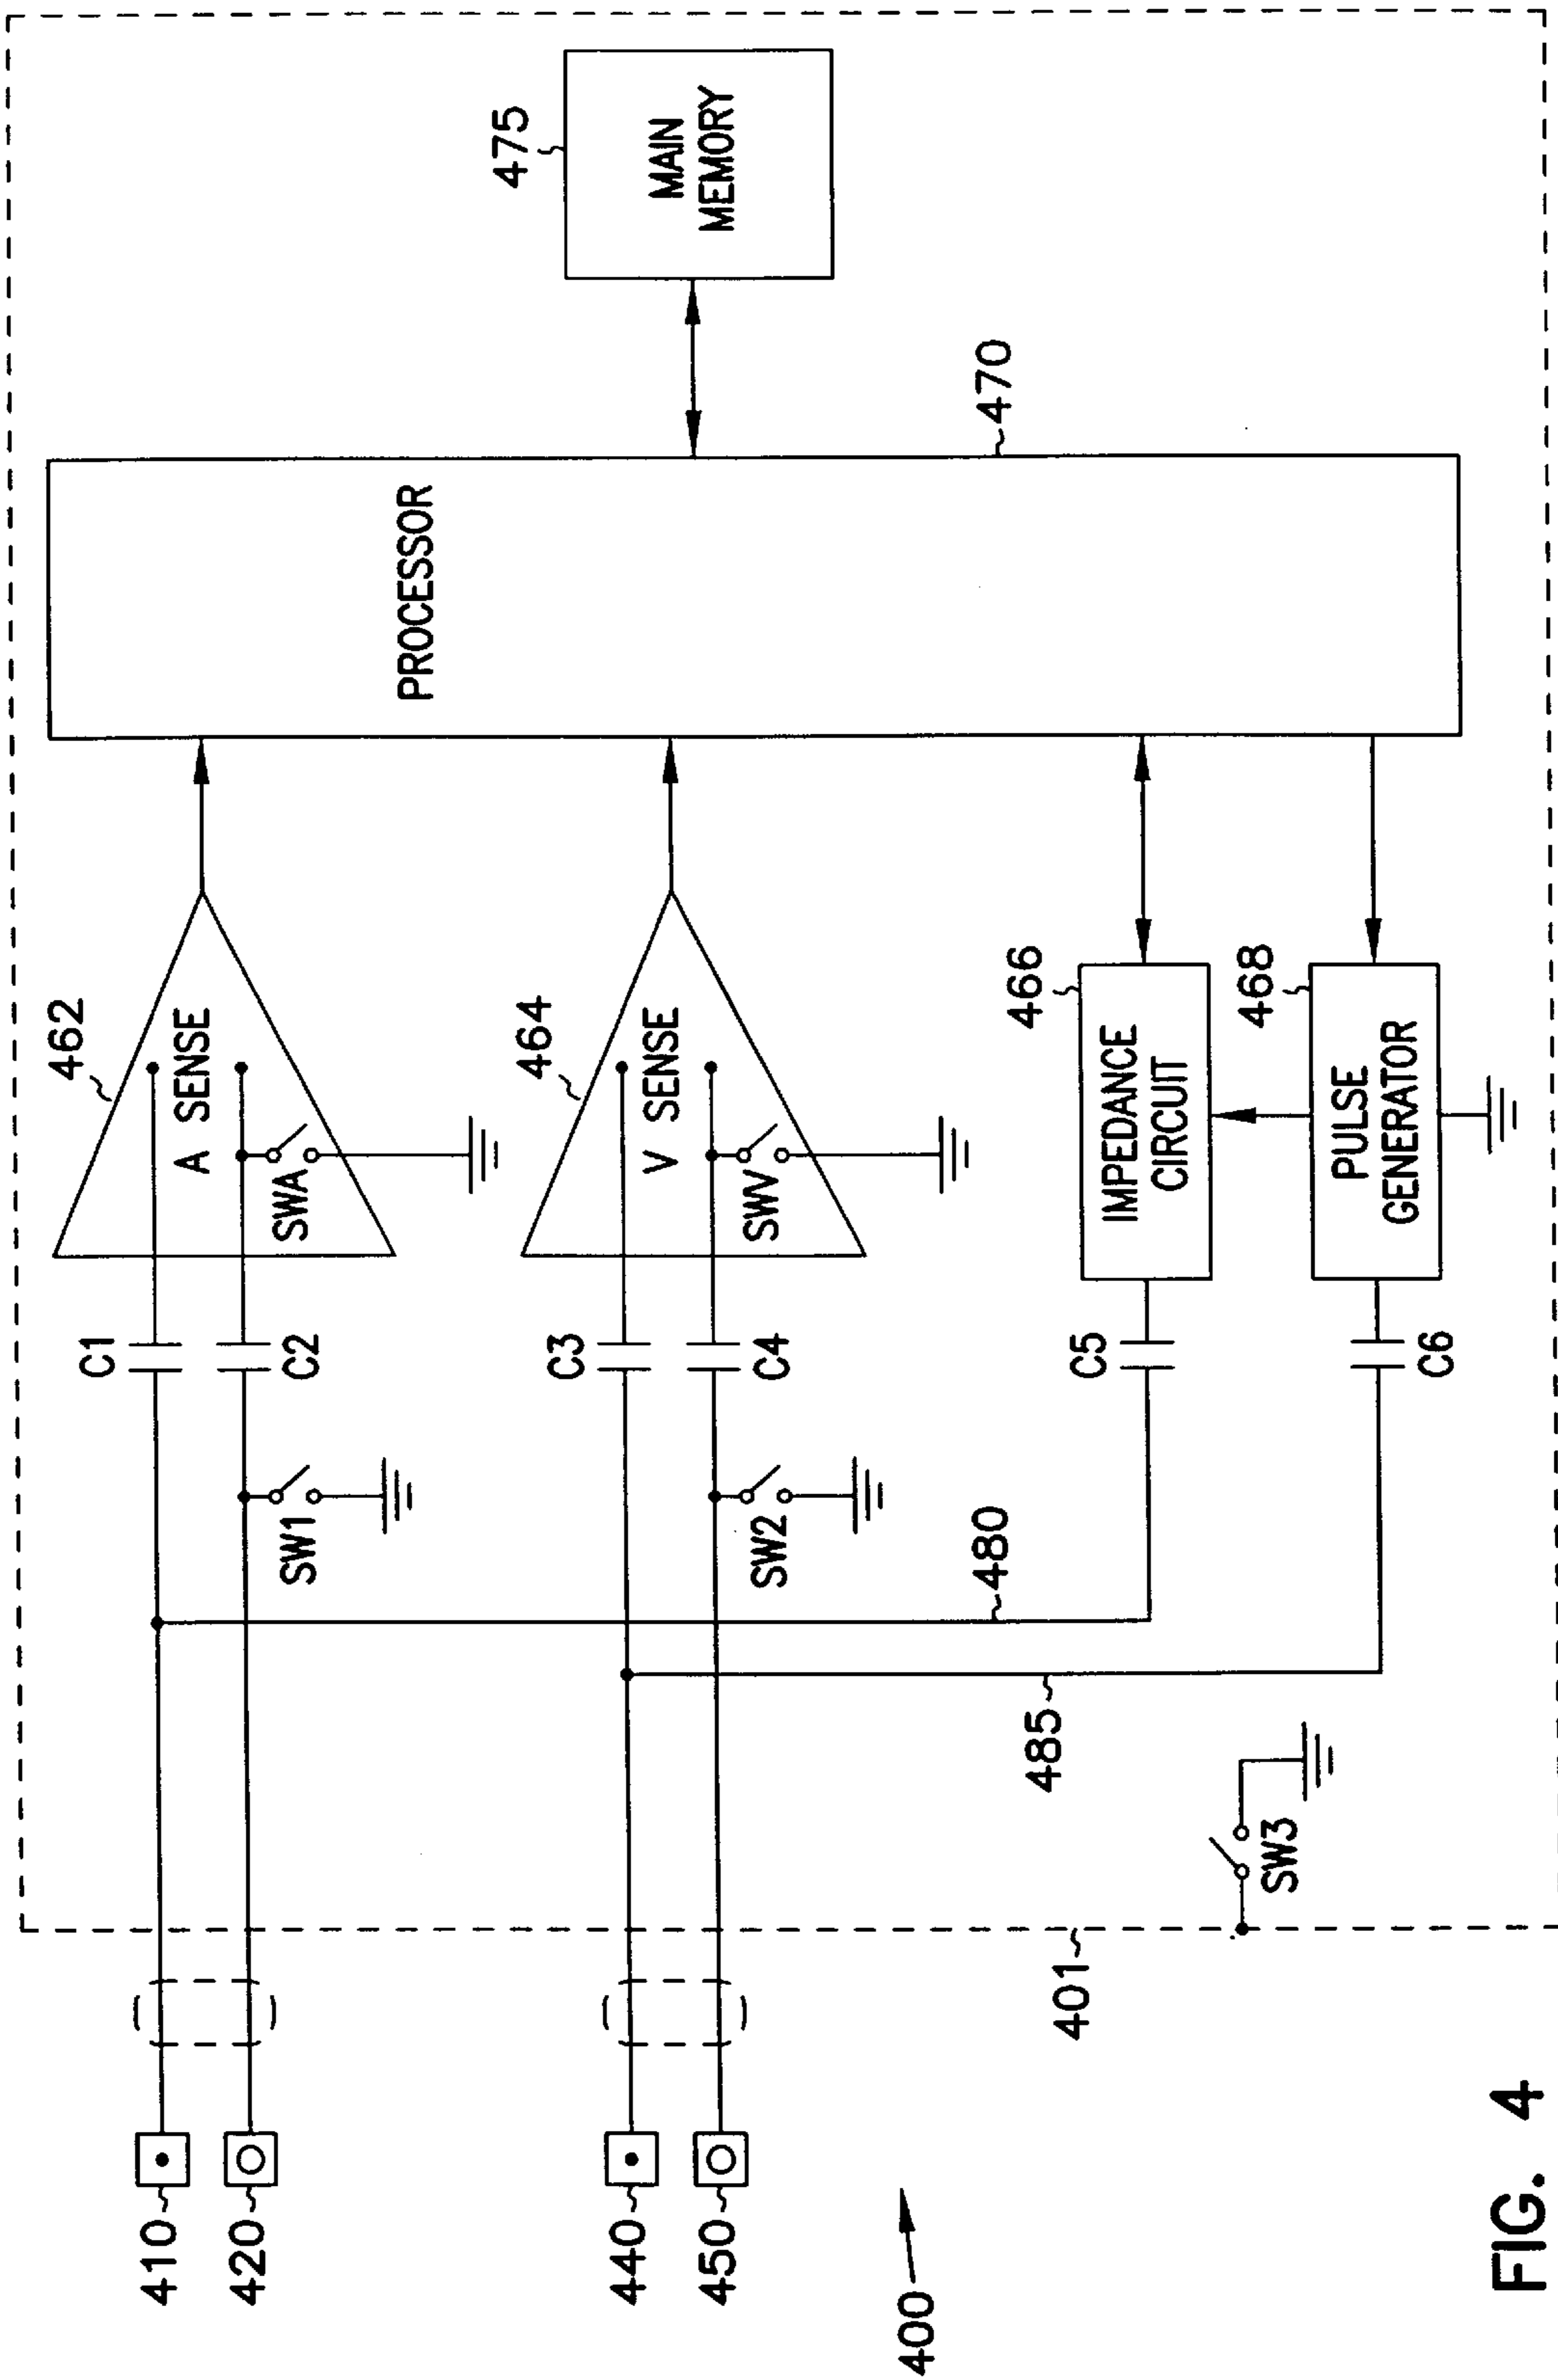 410
420
440
450
400
401
C1
C2
SW1
462
A SENSE
SWA
C3
C4
SW2
464
V SENSE
SWV
480
485
SW3
C5
C6
466
IMPEDANCE
CIRCUIT
468
PULSE
GENERATOR
PROCESSOR
470
475
MAIN
MEMORY
FIG. 4